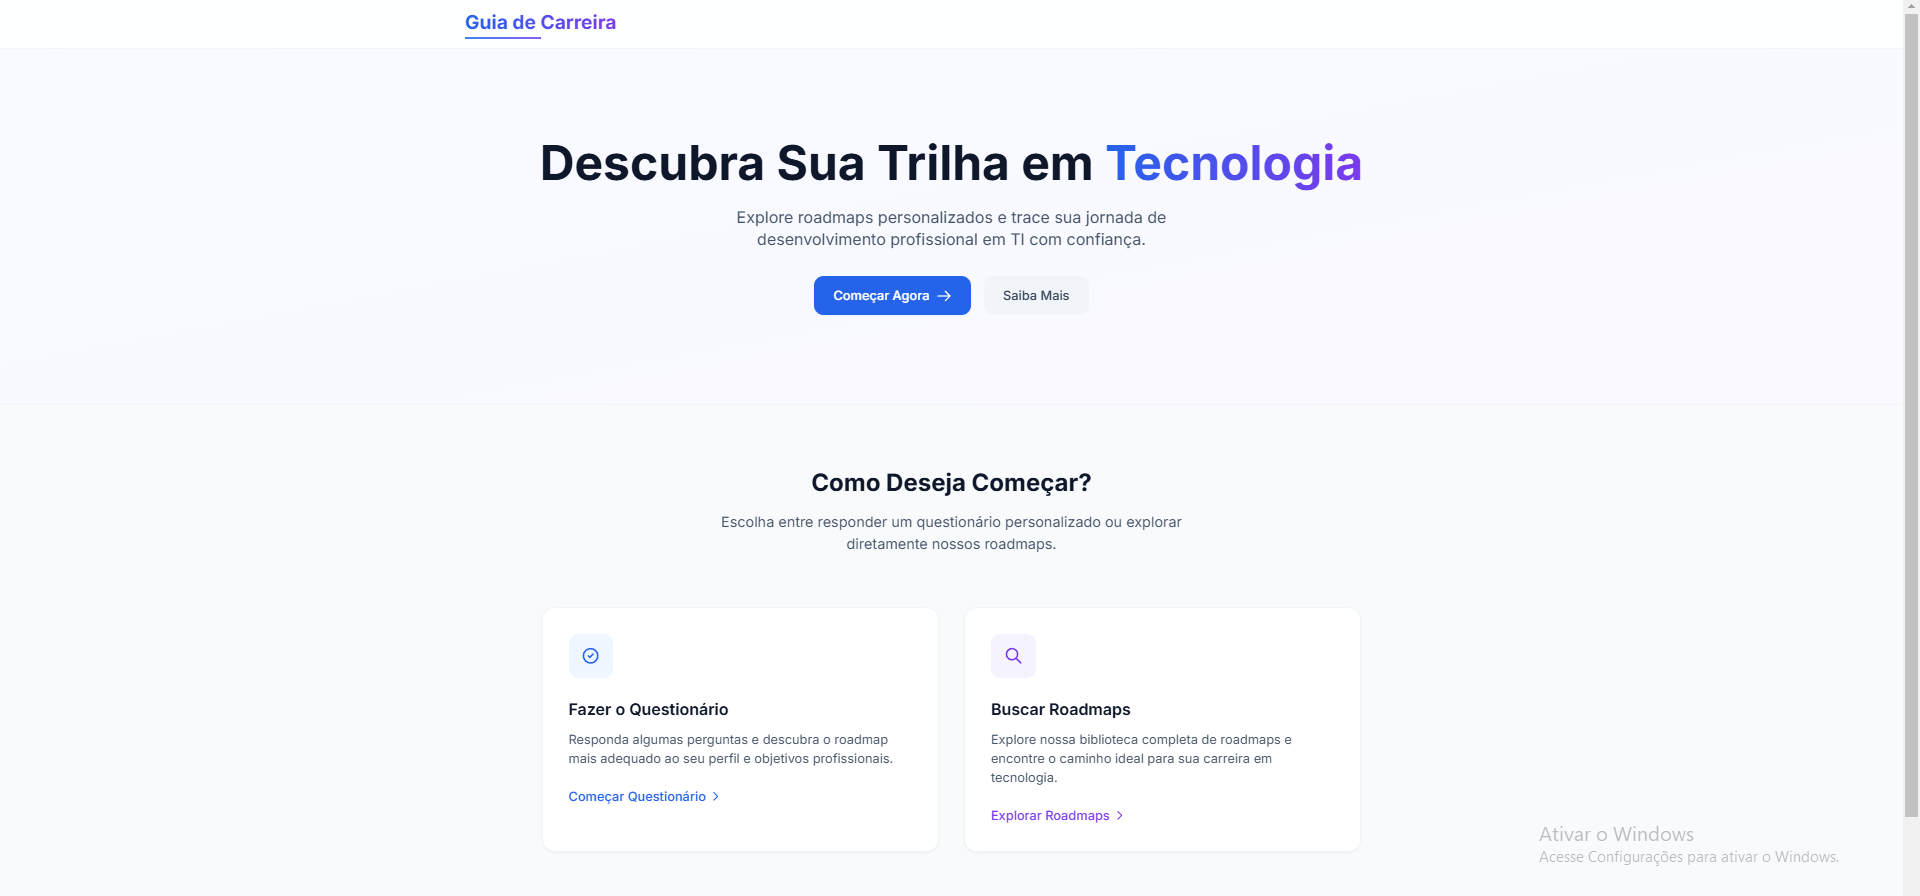 Guia de Carreira
Descubra Sua Trilha em Tecnologia
Explore roadmaps personalizados e trace sua jornada de
desenvolvimento profissional em TI com confiança.
Começar Agora
Saiba Mais
Como Deseja Começar?
Escolha entre responder um questionário personalizado ou explorar
diretamente nossos roadmaps.
Fazer o Questionário
Responda algumas perguntas e descubra o roadmap
mais adequado ao seu perfil e objetivos profissionais.
Começar Questionário
Buscar Roadmaps
Explore nossa biblioteca completa de roadmaps e
encontre o caminho ideal para sua carreira em
tecnologia.
Explorar Roadmaps
Ativar o Windows
Acesse Configurações para ativar o Windows.